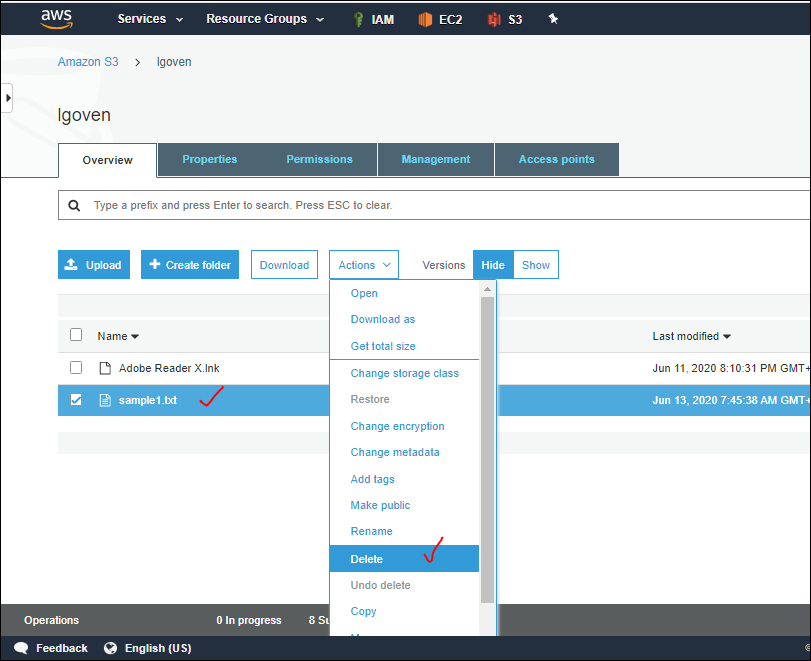 aws Services Resource Groups IAM EC2 S3
Amazon S3 > lgoven
lgoven
Overview Properties Permissions Management Access points
Type a prefix and press Enter to search. Press ESC to clear.
Upload + Create folder Download Actions Versions Hide Show
Open
Download as
Get total size
Name Last modified
Adobe Reader X.lnk Jun 11, 2020 8:10:31 PM GMT+
Change storage class
sample1.txt Jun 13, 2020 7:45:38 AM GMT+
Restore
Change encryption
Change metadata
Add tags
Make public
Rename
Delete
Undo delete
Copy
Operations 0 In progress 8 Su
Feedback English (US)